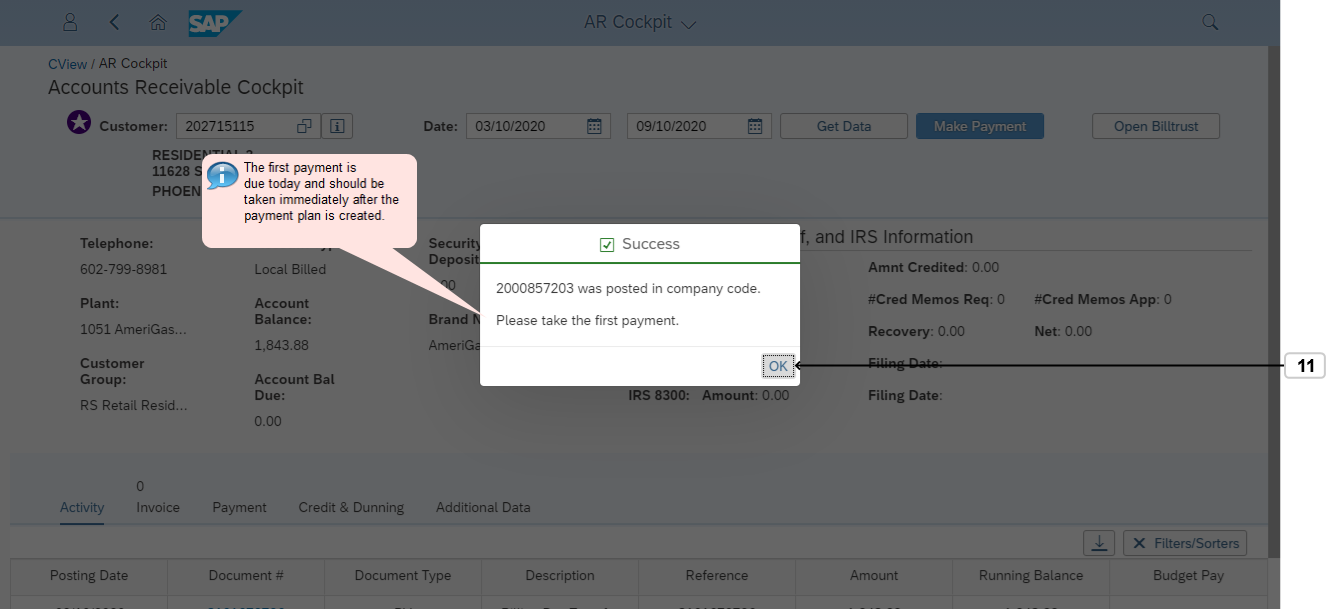 SAP
AR Cockpit
CView / AR Cockpit
Accounts Receivable Cockpit
Customer: 202715115
Date: 03/10/2020 09/10/2020 Get Data Make Payment Open Billtrust
RESIDENTIAL 2
11628 S
PHOEN
The first payment is
due today and should be
taken immediately after the
payment plan is created.
Telephone:
602-799-8981
Plant:
1051 AmeriGas...
Customer
Group:
RS Retail Resid...
Local Billed
Account
Balance:
1,843.88
Account Bal
Due:
0.00
Security
Deposit
00
Brand N
AmeriGa
Success
2000857203 was posted in company code.
Please take the first payment.
OK
11
f, and IRS Information
Amnt Credited: 0.00
#Cred Memos Req: 0 #Cred Memos App: 0
Recovery: 0.00 Net: 0.00
Filing Date:
IRS 8300: Amount: 0.00 Filing Date:
0
Activity Invoice Payment Credit & Dunning Additional Data
Filters/Sorters
Posting Date Document # Document Type Description Reference Amount Running Balance Budget Pay